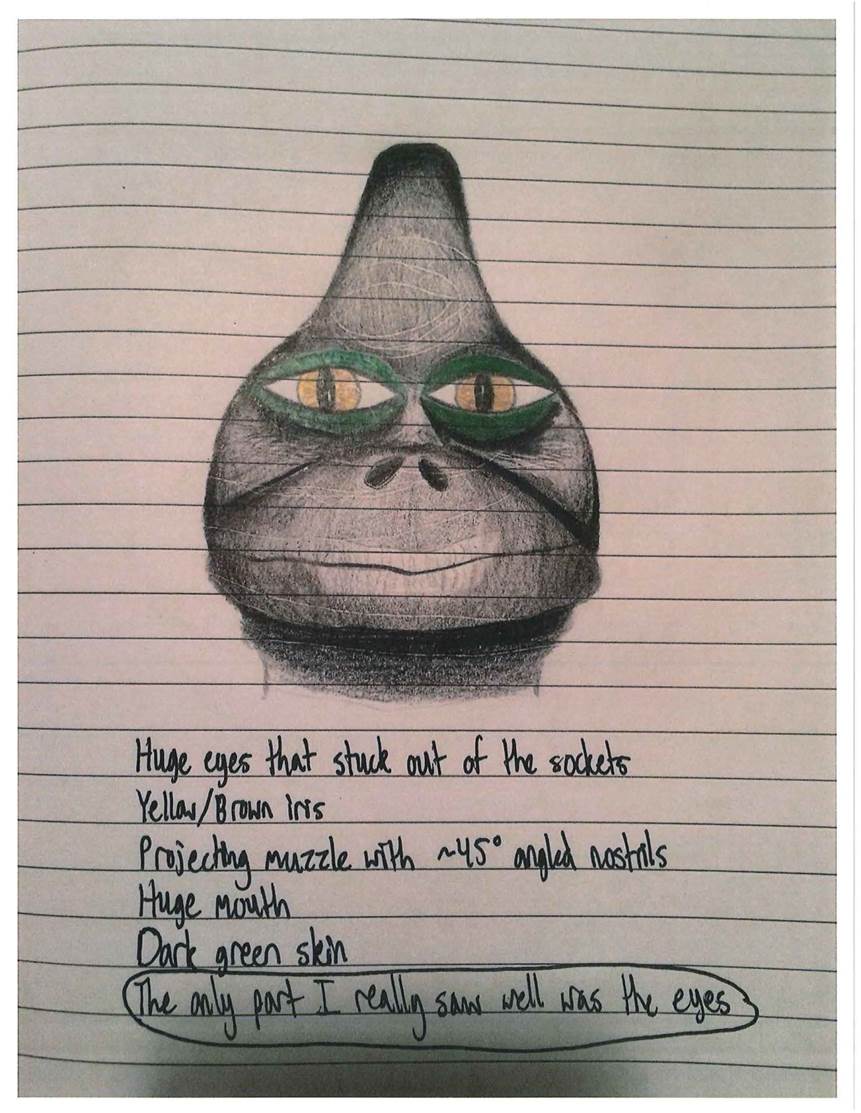 Huge eyes that stuck out of the sockets
Yellow/Brown iris
Projecting muzzle with ~45° angled nostrils
Huge mouth
Dark green skin
The only part I really saw well was the eyes